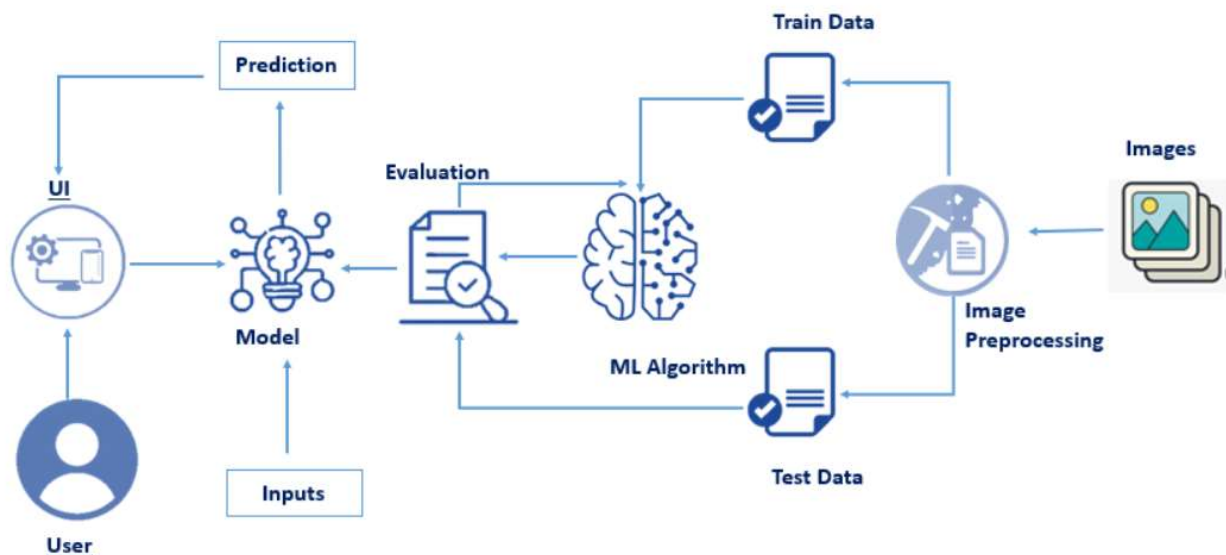 Train Data
Prediction
Images
Evaluation
UI
Image
Preprocessing
Model
ML Algorithm
Test Data
Inputs
User